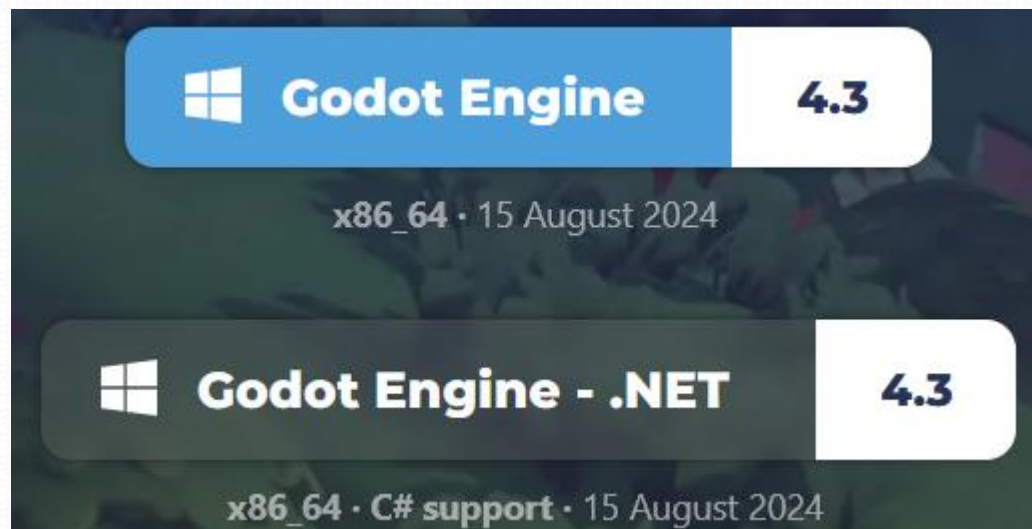 Godot Engine 4.3
x86_64 · 15 August 2024
Godot Engine - .NET 4.3
x86_64 · C# support · 15 August 2024